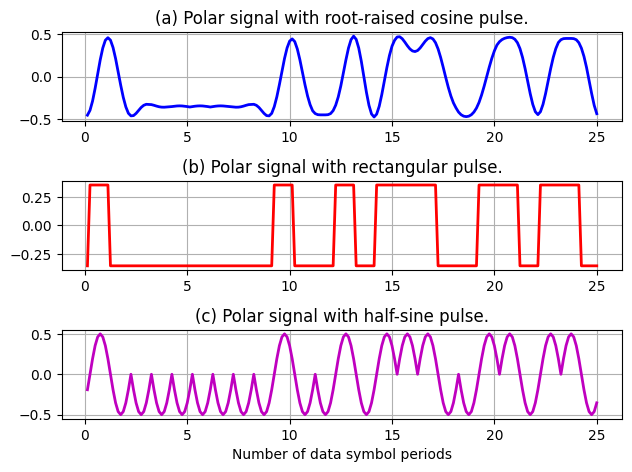 (a) Polar signal with root-raised cosine pulse.
0.5
0.0
−0.5
0 5 10 15 20 25
(b) Polar signal with rectangular pulse.
0.25
0.00
−0.25
0 5 10 15 20 25
(c) Polar signal with half-sine pulse.
0.5
0.0
−0.5
0 5 10 15 20 25
Number of data symbol periods